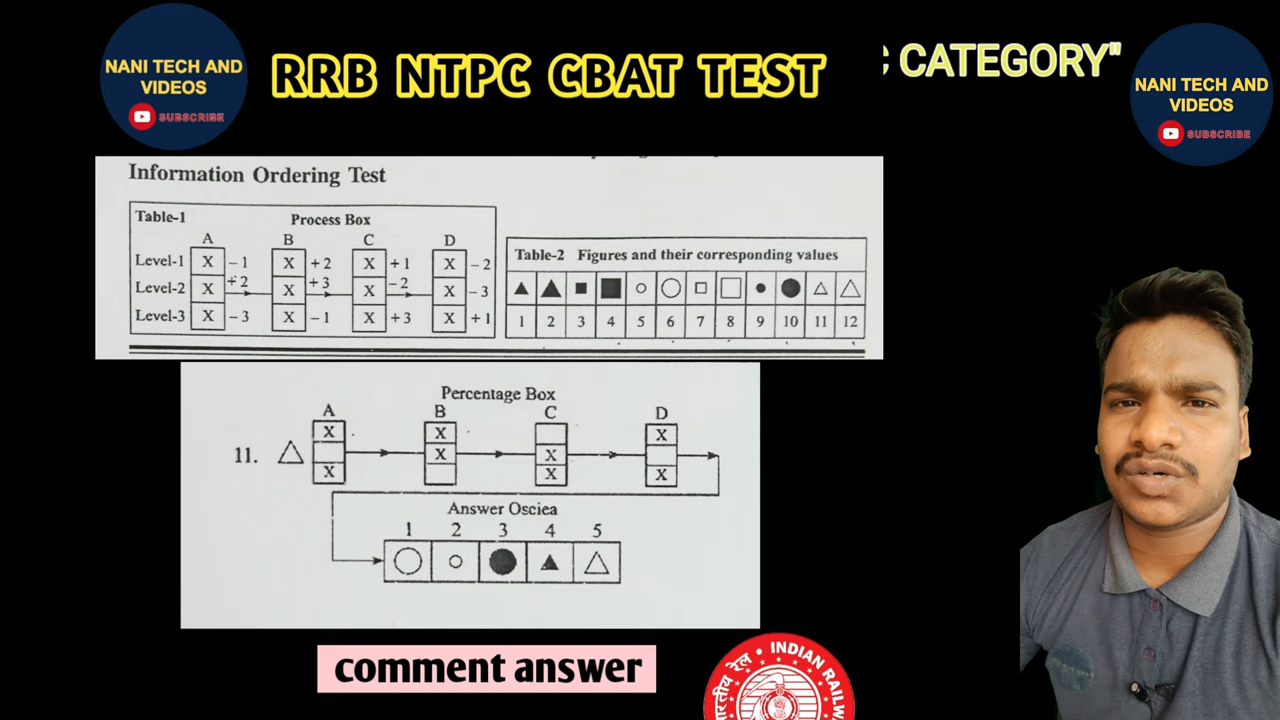 NANI TECH AND
VIDEOS
SUBSCRIBE
RRB NTPC CBAT TEST
CATEGORY"
NANI TECH AND
VIDEOS
SUBSCRIBE
Information Ordering Test
Table-1 Process Box
A B C D
Level-1 X - 1 X + 2 X + 1 X - 2
Level-2 X + 2 X + 3 X - 2 X - 3
Level-3 X - 3 X - 1 X + 3 X + 1
Table-2 Figures and their corresponding values
1 2 3 4 5 6 7 8 9 10 11 12
Percentage Box
A B C D
X X X
11. X X
X X X
Answer Osciea
1 2 3 4 5
comment answer
भारतीय रेल • INDIAN RAILW